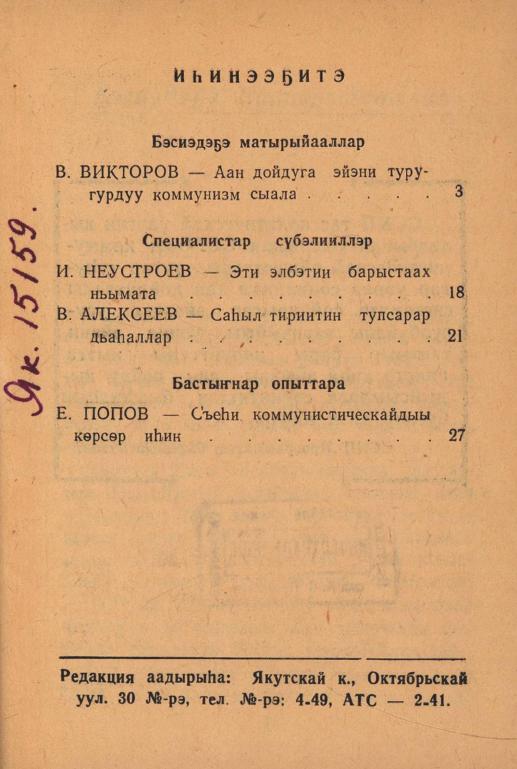 ИҺИНЭЭҔИТЭ
Бэсиэдэҕэ матырыйааллар
В. ВИКТОРОВ — Аан дойдуга эйэни туру-
гурдуу коммунизм сыала . . . . . 3
Специалистар сүбэлииллэр
И. НЕУСТРОЕВ — Эти элбэтии барыстаах
ньымата . . . . . . . . . 18
В. АЛЕКСЕЕВ — Саһыл тириитин тупсарар
дьаһаллар . . . . . . . . 21
Бастыҥнар опыттара
Е. ПОПОВ — Сүөһү коммунистическайдыы
көрсөр иһин . . . . . . . . 27
Редакция аадырыһа: Якутскай к., Октябрьскай
уул. 30 №-рэ, тел. №-рэ: 4-49, АТС — 2-41.
Як. 15159.